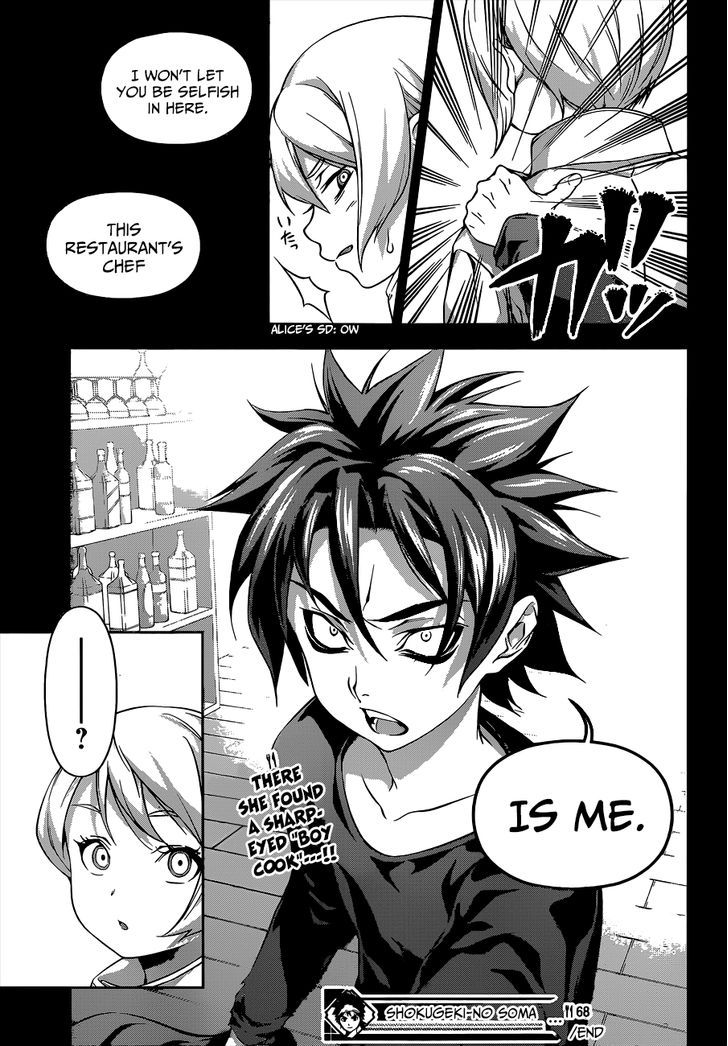 I WON'T LET
YOU BE SELFISH
IN HERE.
THIS
RESTAURANT'S
CHEF
いた
ガッ
ALICE'S SD: OW
IS ME.
THERE
SHE FOUND
A SHARP-
EYED "BOY
COOK"...!!
?
SHOKUGEKI-NO SOMA
... 68
/END